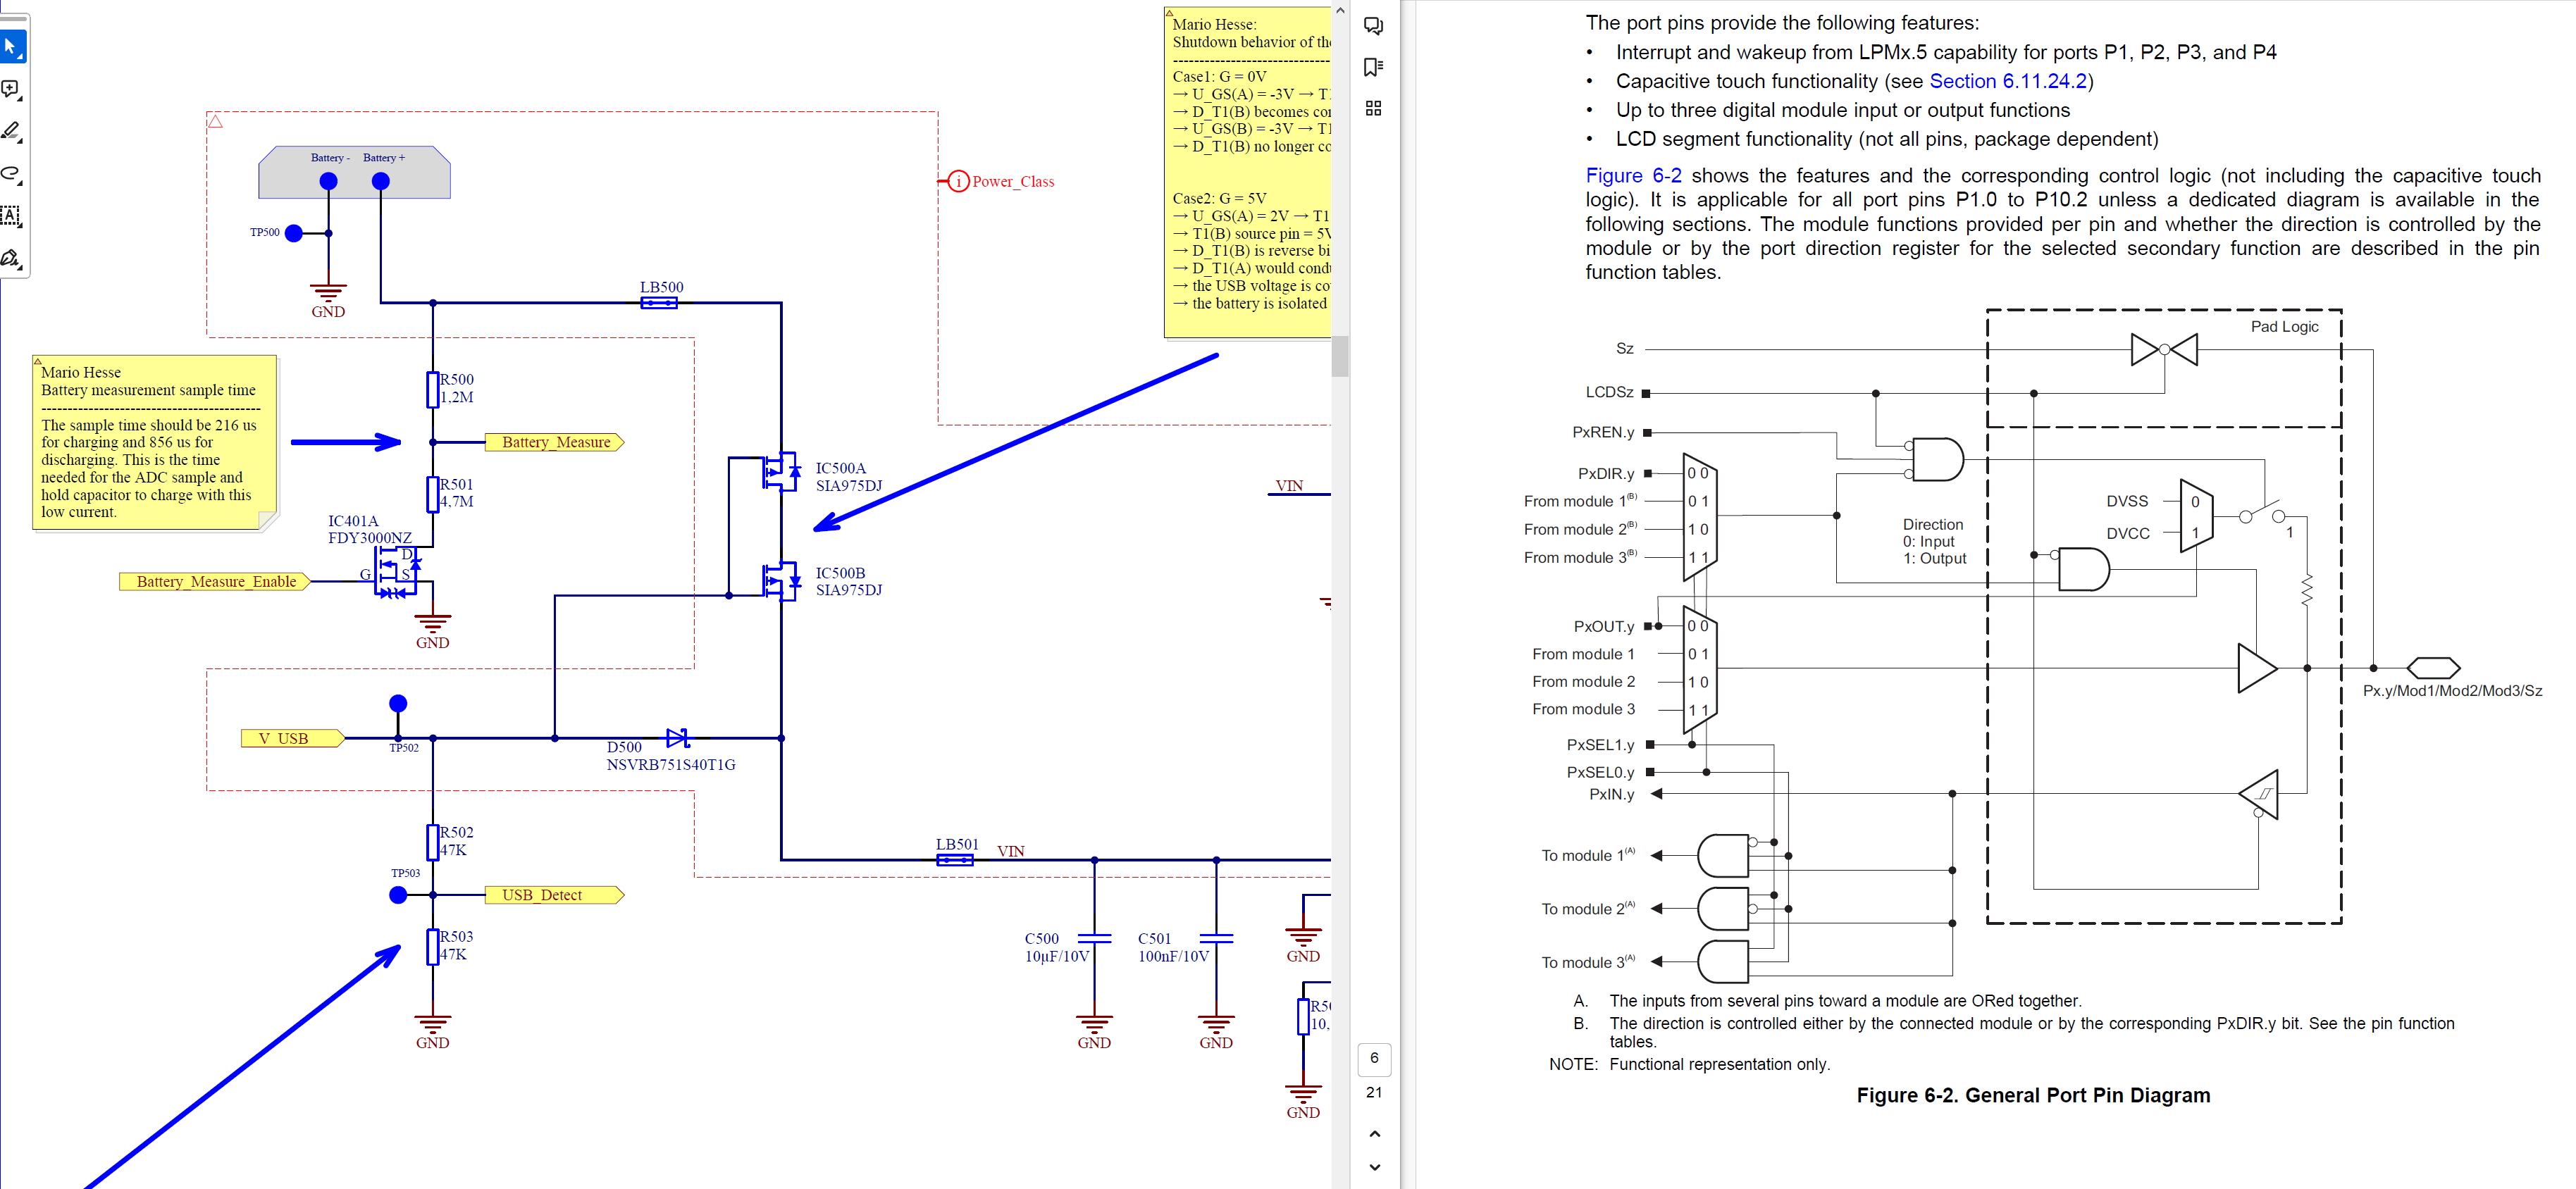 Mario Hesse:
Shutdown behavior of the
Case1: G = 0V
→ U_GS(A) = -3V → T1
→ D_T1(B) becomes con
→ U_GS(B) = -3V → T1
→ D_T1(B) no longer co
Case2: G = 5V
→ U_GS(A) = 2V → T1
→ T1(B) source pin = 5V
→ D_T1(B) is reverse bi
→ D_T1(A) would condu
→ the USB voltage is co
→ the battery is isolated
Battery - Battery +
TP500
GND
Power_Class
LB500
Mario Hesse
Battery measurement sample time
The sample time should be 216 us
for charging and 856 us for
discharging. This is the time
needed for the ADC sample and
hold capacitor to charge with this
low current.
R500
1,2M
Battery_Measure
R501
4,7M
IC401A
FDY3000NZ
D
G
S
Battery_Measure_Enable
GND
IC500A
SIA975DJ
IC500B
SIA975DJ
VIN
V_USB
TP502
D500
NSVRB751S40T1G
R502
47K
TP503
USB_Detect
R503
47K
GND
LB501
VIN
C500
10µF/10V
C501
100nF/10V
GND
GND
GND
R50
10,
GND
6
21
The port pins provide the following features:
• Interrupt and wakeup from LPMx.5 capability for ports P1, P2, P3, and P4
• Capacitive touch functionality (see Section 6.11.24.2)
• Up to three digital module input or output functions
• LCD segment functionality (not all pins, package dependent)
Figure 6-2 shows the features and the corresponding control logic (not including the capacitive touch
logic). It is applicable for all port pins P1.0 to P10.2 unless a dedicated diagram is available in the
following sections. The module functions provided per pin and whether the direction is controlled by the
module or by the port direction register for the selected secondary function are described in the pin
function tables.
Pad Logic
Sz
LCDSz
PxREN.y
PxDIR.y
0 0
From module 1(B)
0 1
From module 2(B)
1 0
From module 3(B)
1 1
Direction
0: Input
1: Output
DVSS
0
DVCC
1
1
PxOUT.y
0 0
From module 1
0 1
From module 2
1 0
From module 3
1 1
Px.y/Mod1/Mod2/Mod3/Sz
PxSEL1.y
PxSEL0.y
PxIN.y
To module 1(A)
To module 2(A)
To module 3(A)
A. The inputs from several pins toward a module are ORed together.
B. The direction is controlled either by the connected module or by the corresponding PxDIR.y bit. See the pin function
tables.
NOTE: Functional representation only.
Figure 6-2. General Port Pin Diagram